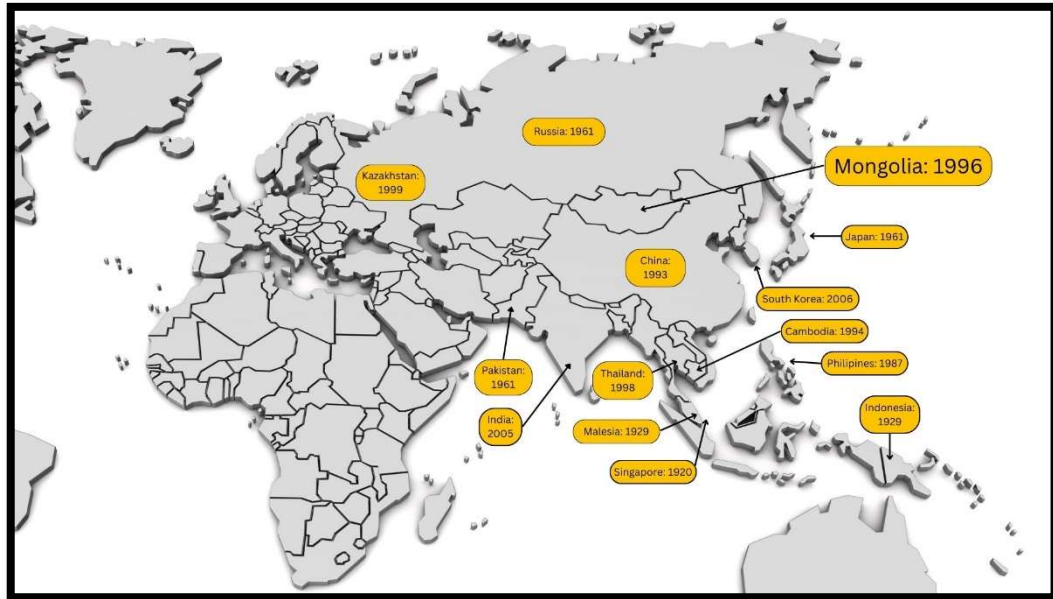 Russia: 1961
Mongolia: 1996
Kazakhstan:
1999
Japan: 1961
China:
1993
South Korea: 2006
Cambodia: 1994
Philipines: 1987
Pakistan:
1961
Thailand:
1998
Indonesia:
1929
India:
2005
Malesia: 1929
Singapore: 1920